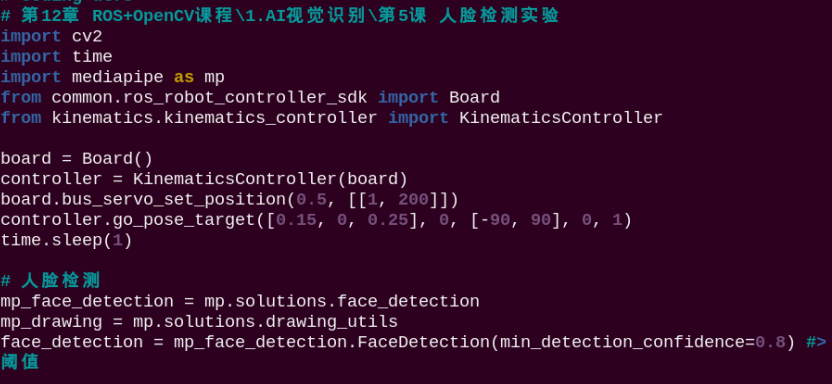 # 第12章 ROS+OpenCV课程\1.AI视觉识别\第5课 人脸检测实验
import cv2
import time
import mediapipe as mp
from common.ros_robot_controller_sdk import Board
from kinematics.kinematics_controller import KinematicsController
board = Board()
controller = KinematicsController(board)
board.bus_servo_set_position(0.5, [[1, 200]])
controller.go_pose_target([0.15, 0, 0.25], 0, [-90, 90], 0, 1)
time.sleep(1)
# 人脸检测
mp_face_detection = mp.solutions.face_detection
mp_drawing = mp.solutions.drawing_utils
face_detection = mp_face_detection.FaceDetection(min_detection_confidence=0.8) #>
阈值